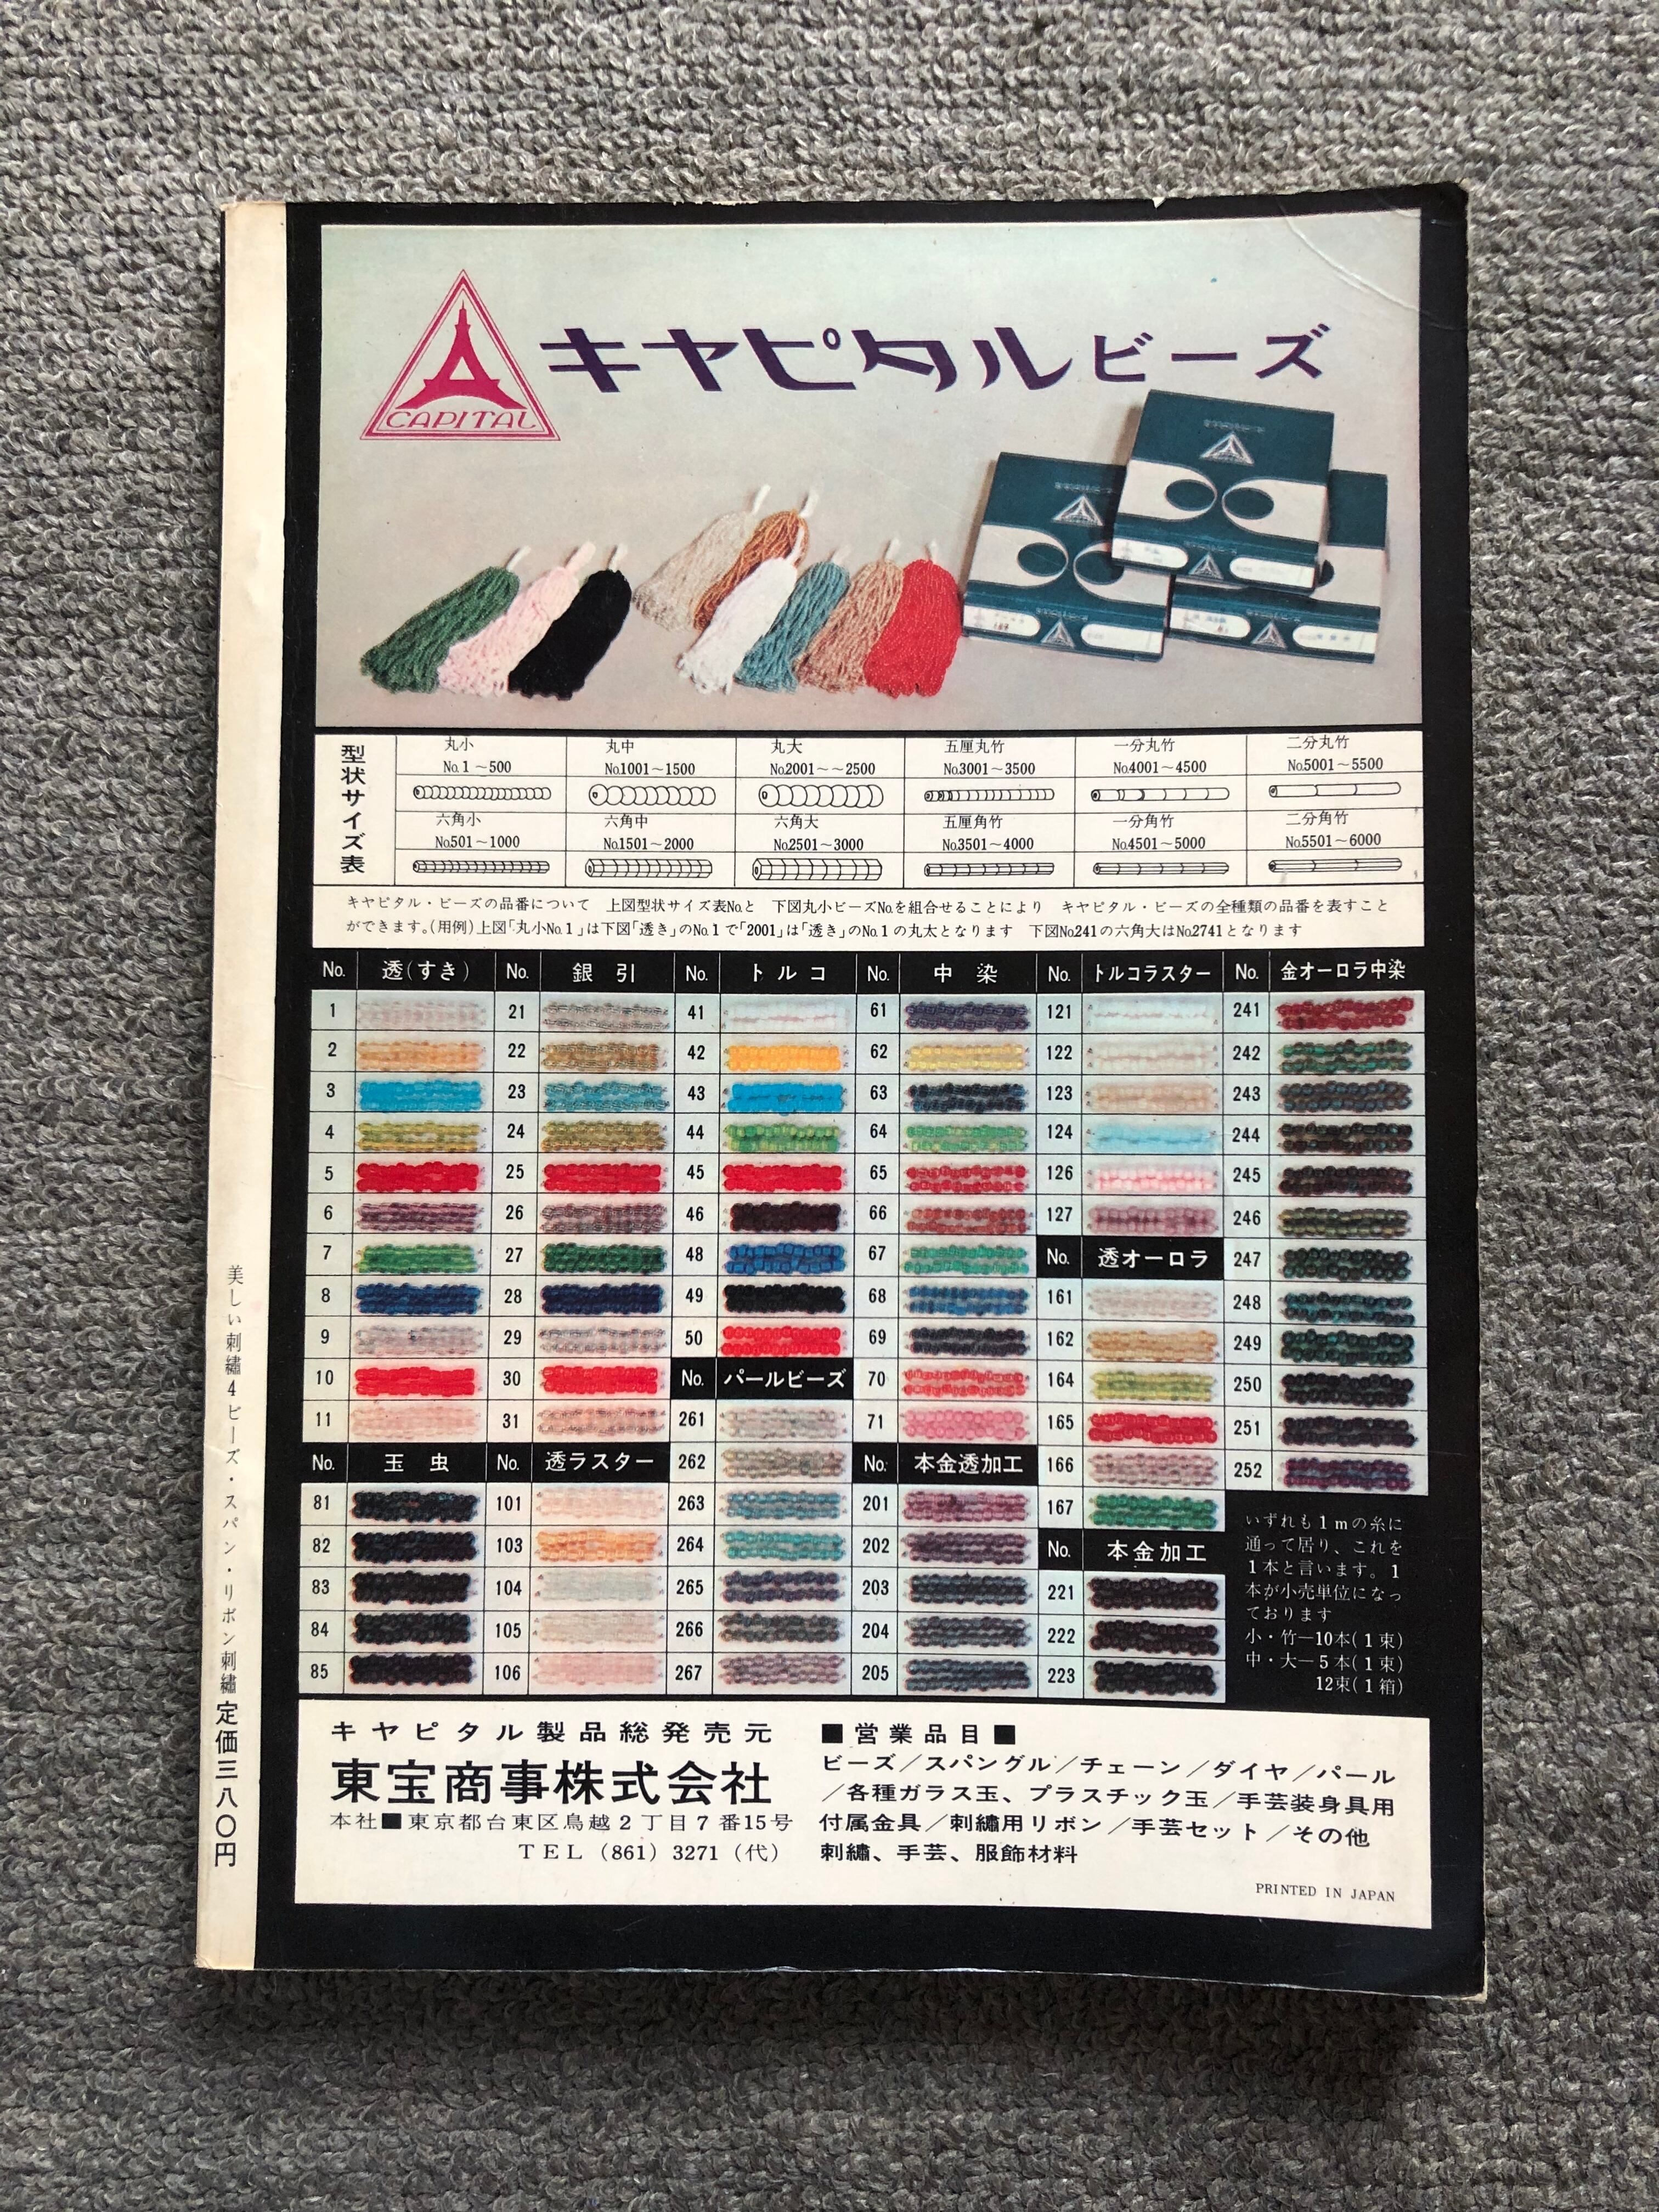 キャピタルビーズ
CAPITAL
型状サイズ表
丸小 丸中 丸大 五厘丸竹 一分丸竹 二分丸竹
No.1～500 No.1001～1500 No.2001～～2500 No.3001～3500 No.4001～4500 No.5001～5500
六角小 六角中 六角大 五厘角竹 一分角竹 二分角竹
No.501～1000 No.1501～2000 No.2501～3000 No.3501～4000 No.4501～5000 No.5501～6000
キヤピタル・ビーズの品番について 上図型状サイズ表No.と 下図丸小ビーズNo.を組合せることにより キヤピタル・ビーズの全種類の品番を表すこと
ができます。(用例)上図「丸小No.1」は下図「透き」のNo.1で「2001」は「透き」のNo.1の丸太となります 下図No.241の六角大はNo.2741となります
No. 透(すき) No. 銀引 No. トルコ No. 中染 No. トルコラスター No. 金オーロラ中染
1 21 41 61 121 241
2 22 42 62 122 242
3 23 43 63 123 243
4 24 44 64 124 244
5 25 45 65 126 245
6 26 46 66 127 246
7 27 48 67 No. 透オーロラ 247
8 28 49 68 161 248
9 29 50 69 162 249
10 30 No. パールビーズ 70 164 250
11 31 261 71 165 251
No. 玉虫 No. 透ラスター 262 No. 本金透加工 166 252
81 101 263 201 167
82 103 264 202 No. 本金加工
83 104 265 203 221
84 105 266 204 222
85 106 267 205 223
いずれも1mの糸に
通って居り、これを
1本と言います。1
本が小売単位になっ
ております
小・竹―10本(1束)
中・大―5本(1束)
12束(1箱)
キヤピタル製品総発売元
東宝商事株式会社
本社■東京都台東区鳥越2丁目7番15号
TEL (861) 3271 (代)
■営業品目■
ビーズ／スパングル／チェーン／ダイヤ／パール
／各種ガラス玉、プラスチック玉／手芸装身具用
付属金具／刺繡用リボン／手芸セット／その他
刺繡、手芸、服飾材料
PRINTED IN JAPAN
美しい刺繡4ビーズ・スパン・リボン刺繡 定価三八〇円